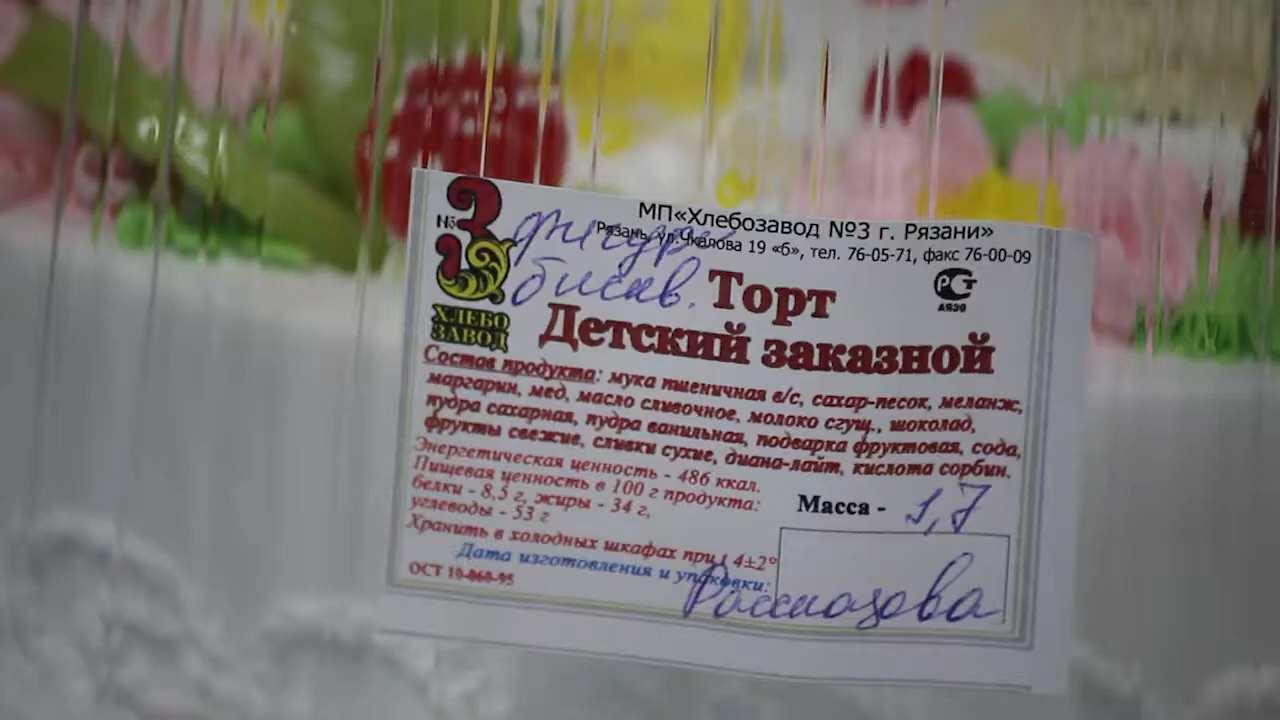 МП«Хлебозавод №3 г. Рязани»
Рязань, ул.Чкалова 19 «б», тел. 76-05-71, факс 76-00-09
№3
ХЛЕБО
ЗАВОД
РСТ
АЯ30
бискв.
Торт
Детский заказной
Состав продукта: мука пшеничная в/с, сахар-песок, меланж,
маргарин, мед, масло сливочное, молоко сгущ., шоколад,
пудра сахарная, пудра ванильная, подварка фруктовая, сода,
фрукты свежие, сливки сухие, диана-лайт, кислота сорбин.
Энергетическая ценность - 486 ккал.
Пищевая ценность в 100 г продукта:
белки - 8,5 г, жиры - 34 г,
углеводы - 53 г
Масса - 1,7
Хранить в холодных шкафах при t 4±2°
Дата изготовления и упаковки:
ОСТ 10-060-95